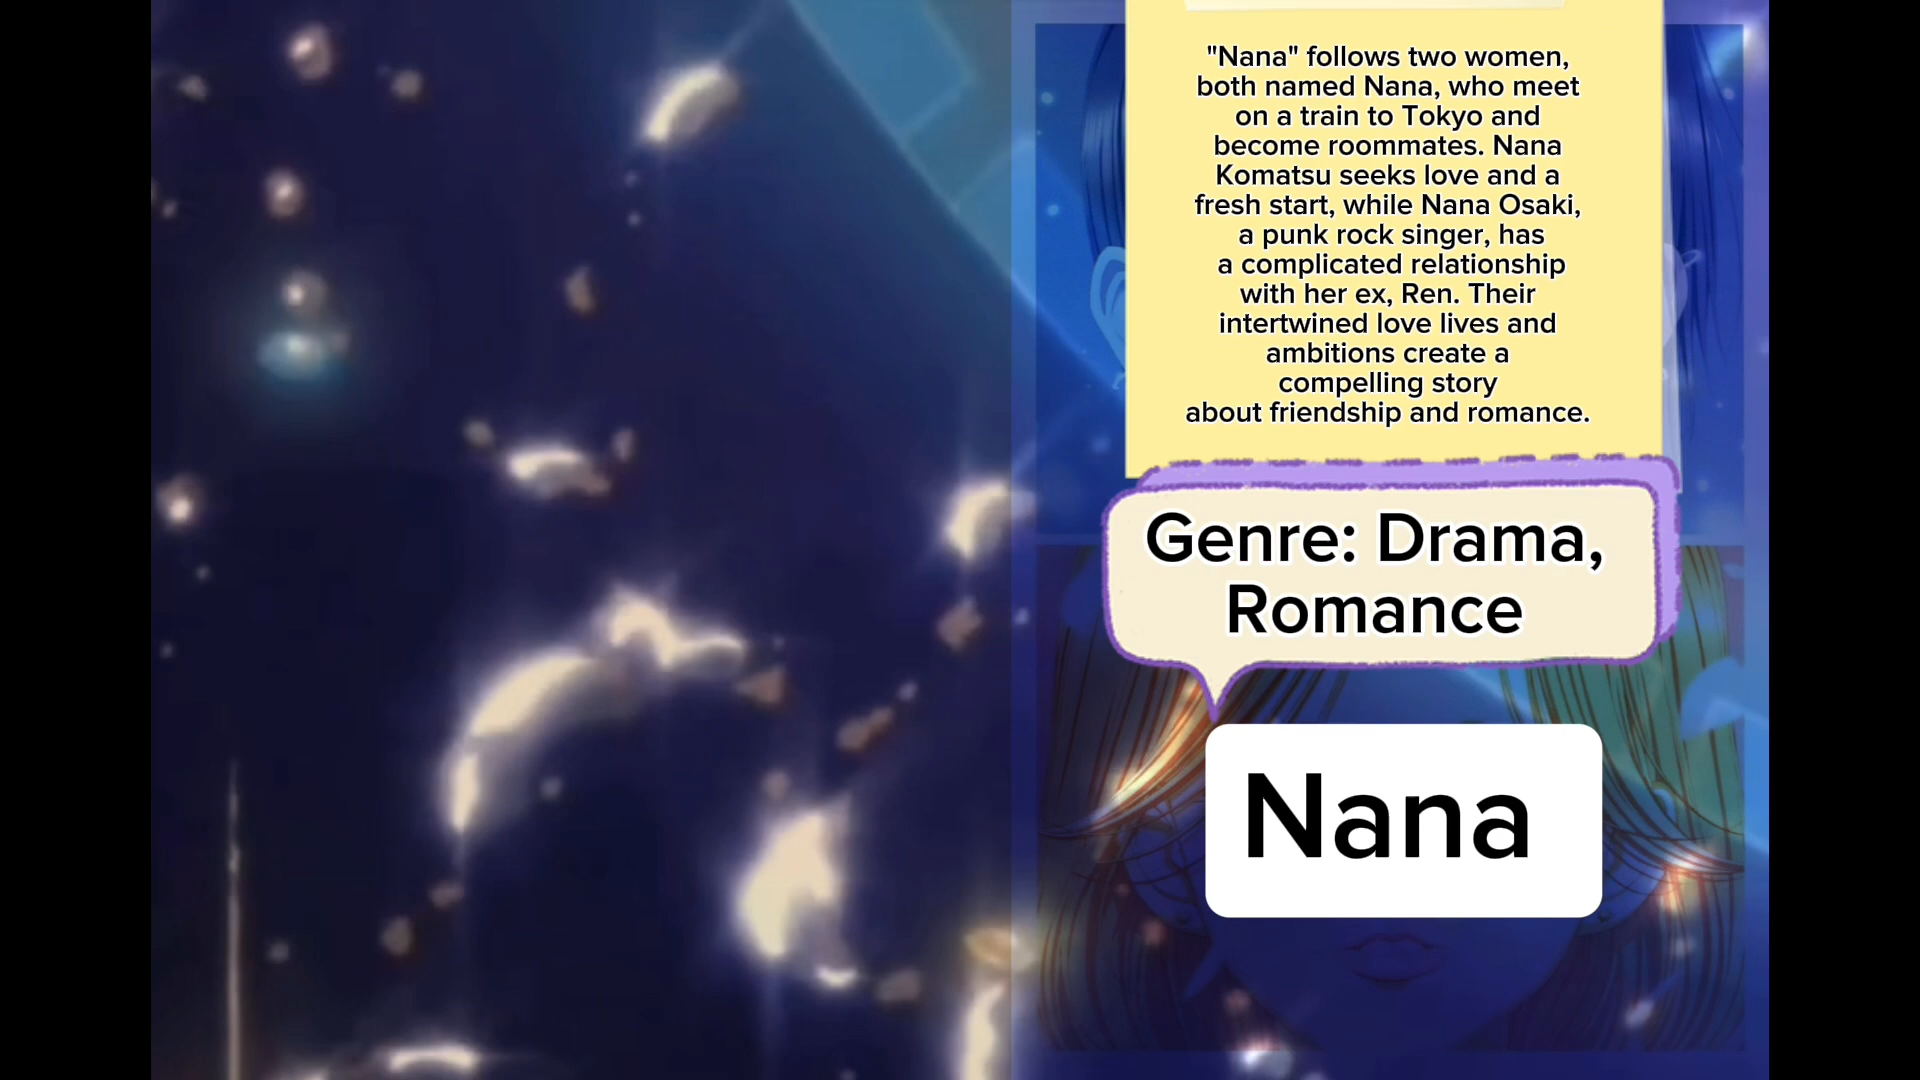 "Nana" follows two women,
both named Nana, who meet
on a train to Tokyo and
become roommates. Nana
Komatsu seeks love and a
fresh start, while Nana Osaki,
a punk rock singer, has
a complicated relationship
with her ex, Ren. Their
intertwined love lives and
ambitions create a
compelling story
about friendship and romance.
Genre: Drama,
Romance
Nana